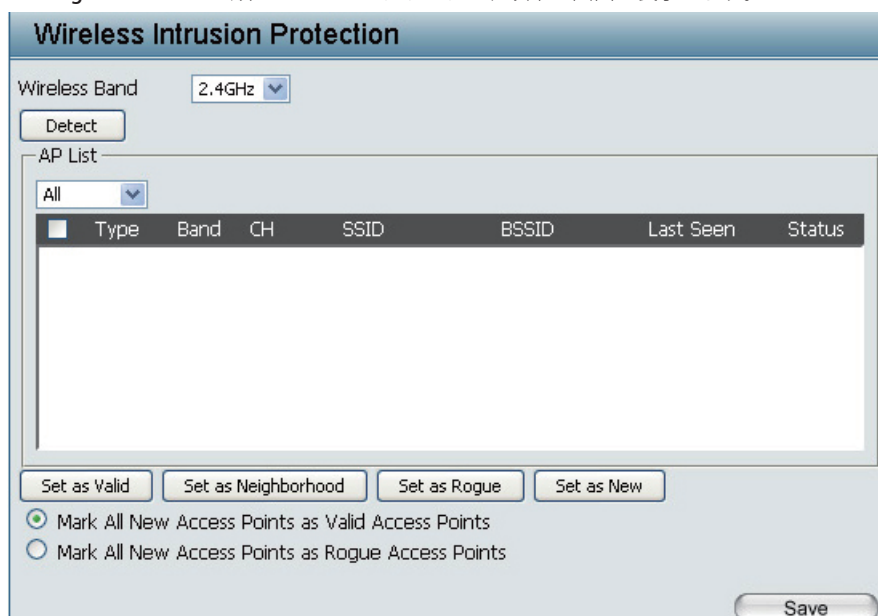 Wireless Intrusion Protection
Wireless Band 2.4GHz
Detect
AP List
All
Type Band CH SSID BSSID Last Seen Status
Set as Valid Set as Neighborhood Set as Rogue Set as New
Mark All New Access Points as Valid Access Points
Mark All New Access Points as Rogue Access Points
Save